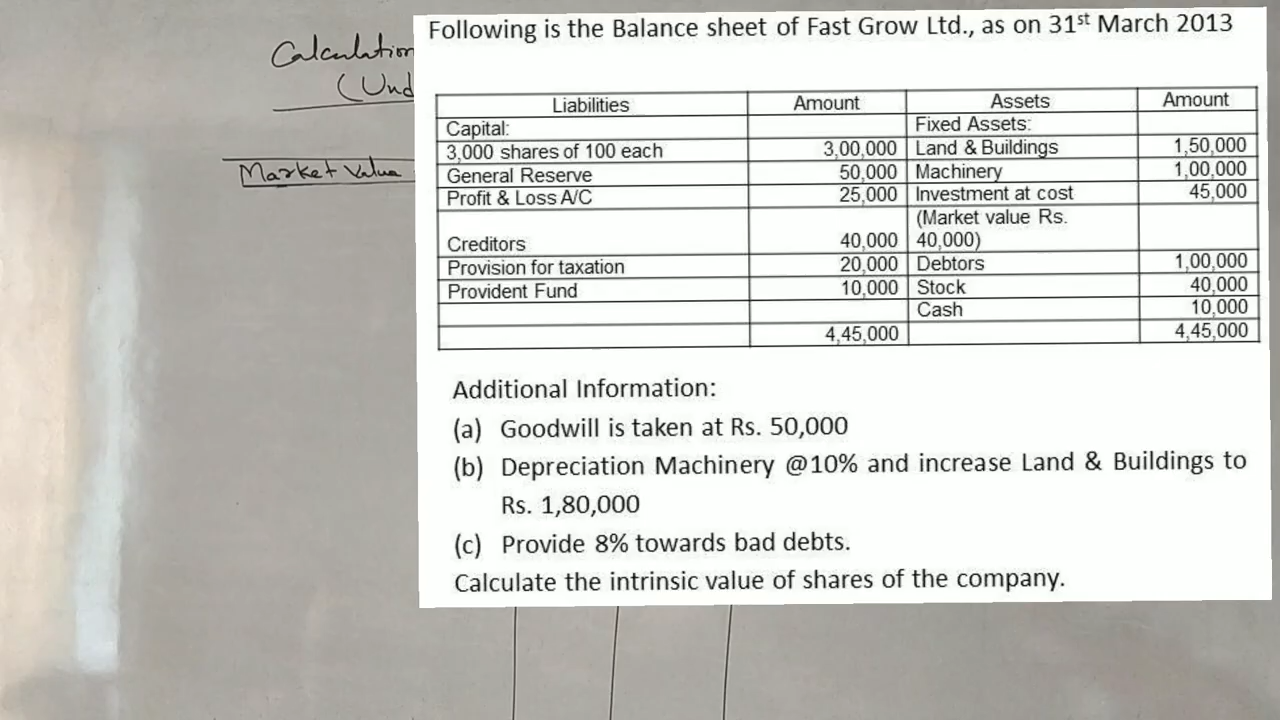 Calculation
(Und
Market Value
Following is the Balance sheet of Fast Grow Ltd., as on 31st March 2013
Liabilities Amount Assets Amount
Capital: Fixed Assets:
3,000 shares of 100 each 3,00,000 Land & Buildings 1,50,000
General Reserve 50,000 Machinery 1,00,000
Profit & Loss A/C 25,000 Investment at cost 45,000
(Market value Rs.
Creditors 40,000 40,000)
Provision for taxation 20,000 Debtors 1,00,000
Provident Fund 10,000 Stock 40,000
Cash 10,000
4,45,000 4,45,000
Additional Information:
(a) Goodwill is taken at Rs. 50,000
(b) Depreciation Machinery @10% and increase Land & Buildings to
Rs. 1,80,000
(c) Provide 8% towards bad debts.
Calculate the intrinsic value of shares of the company.